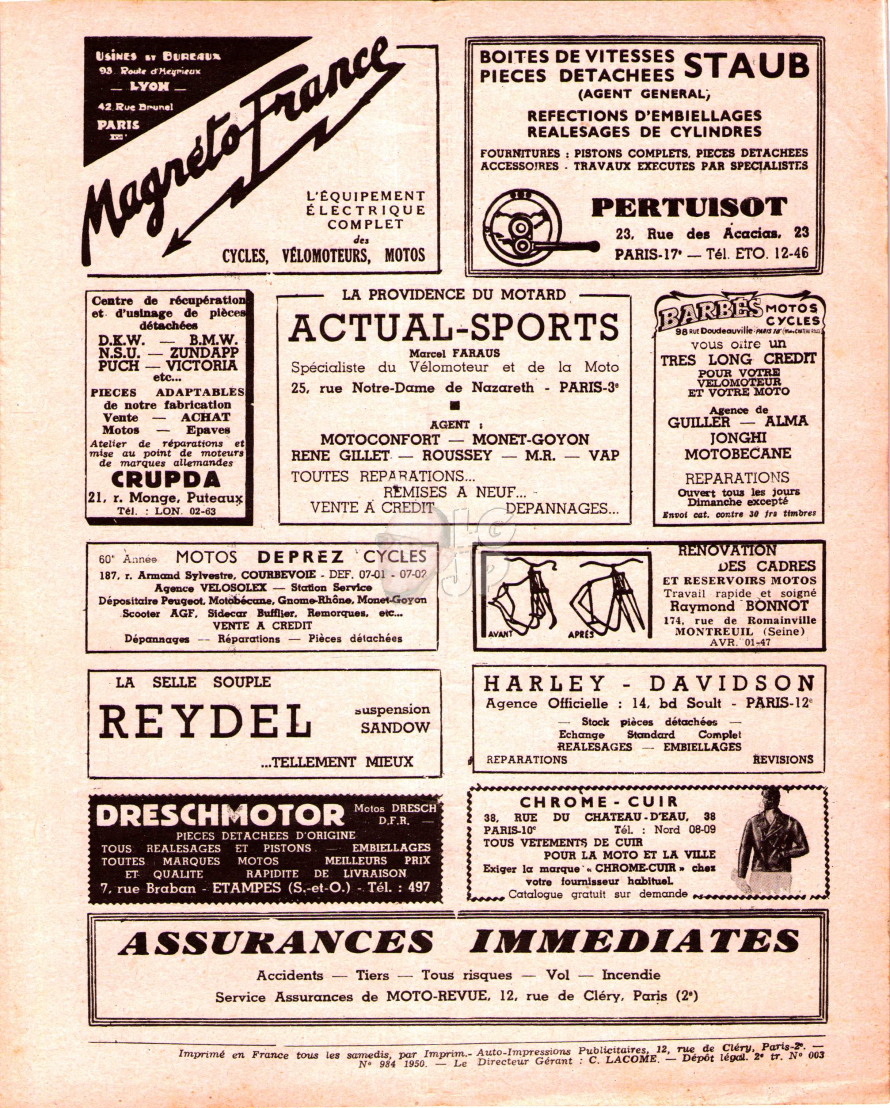 USINES ET BUREAUX
93, Route d'Heyrieux
— LYON —
42, Rue Brunel
PARIS
XVIIe
Magnéto-France
L'ÉQUIPEMENT
ÉLECTRIQUE
COMPLET
des
CYCLES, VÉLOMOTEURS, MOTOS
BOITES DE VITESSES STAUB
PIECES DETACHEES
(AGENT GENERAL)
REFECTIONS D'EMBIELLAGES
REALESAGES DE CYLINDRES
FOURNITURES : PISTONS COMPLETS, PIECES DETACHEES
ACCESSOIRES - TRAVAUX EXECUTES PAR SPECIALISTES
PERTUISOT
23, Rue des Acacias, 23
PARIS-17e — Tél. ETO. 12-46
Centre de récupération
et d'usinage de pièces
détachées
D.K.W. — B.M.W.
N.S.U. — ZUNDAPP
PUCH — VICTORIA
etc...
PIECES ADAPTABLES
de notre fabrication
Vente — ACHAT
Motos — Epaves
Atelier de réparations et
mise au point de moteurs
de marques allemandes
CRUPDA
21, r. Monge, Puteaux
Tél. : LON. 02-63
LA PROVIDENCE DU MOTARD
ACTUAL-SPORTS
Marcel FARAUS
Spécialiste du Vélomoteur et de la Moto
25, rue Notre-Dame de Nazareth - PARIS-3e
AGENT :
MOTOCONFORT — MONET-GOYON
RENE GILLET — ROUSSEY — M.R. — VAP
TOUTES REPARATIONS...
REMISES A NEUF...
VENTE A CREDIT DEPANNAGES...
BARBÈS MOTOS
CYCLES
98 Rue Doudeauville - PARIS 18e
vous offre un
TRES LONG CREDIT
POUR VOTRE
VELOMOTEUR
ET VOTRE MOTO
Agence de
GUILLER — ALMA
JONGHI
MOTOBECANE
REPARATIONS
Ouvert tous les jours
Dimanche excepté
Envoi cat. contre 30 frs timbres
60e Année MOTOS DEPREZ CYCLES
187, r. Armand Sylvestre, COURBEVOIE - DEF. 07-01 - 07-02
Agence VELOSOLEX — Station Service
Dépositaire Peugeot, Motobécane, Gnome-Rhône, Monet-Goyon
Scooter AGF, Sidecar Bufflier, Remorques, etc...
VENTE A CREDIT
Dépannages — Réparations — Pièces détachées
AVANT
APRÈS
RENOVATION
DES CADRES
ET RESERVOIRS MOTOS
Travail rapide et soigné
Raymond BONNOT
174, rue de Romainville
MONTREUIL (Seine)
AVR. 01-47
LA SELLE SOUPLE
REYDEL suspension
SANDOW
...TELLEMENT MIEUX
HARLEY - DAVIDSON
Agence Officielle : 14, bd Soult - PARIS-12e
— Stock pièces détachées —
Echange Standard Complet
REALESAGES — EMBIELLAGES
REPARATIONS REVISIONS
DRESCHMOTOR Motos DRESCH
D.F.R. —
PIECES DETACHEES D'ORIGINE
TOUS REALESAGES ET PISTONS — EMBIELLAGES
TOUTES MARQUES MOTOS MEILLEURS PRIX
ET QUALITE RAPIDITE DE LIVRAISON
7, rue Braban - ETAMPES (S.-et-O.) - Tél. : 497
CHROME - CUIR
38, RUE DU CHATEAU-D'EAU, 38
PARIS-10e Tél. : Nord 08-09
TOUS VETEMENTS DE CUIR
POUR LA MOTO ET LA VILLE
Exiger la marque « CHROME-CUIR » chez
votre fournisseur habituel.
Catalogue gratuit sur demande
ASSURANCES IMMEDIATES
Accidents — Tiers — Tous risques — Vol — Incendie
Service Assurances de MOTO-REVUE, 12, rue de Cléry, Paris (2e)
Imprimé en France tous les samedis, par Imprim.- Auto-Impressions Publicitaires, 12, rue de Cléry, Paris-2e. —
N° 984 1950. — Le Directeur Gérant : C. LACOME. — Dépôt légal. 2e tr. N° 003